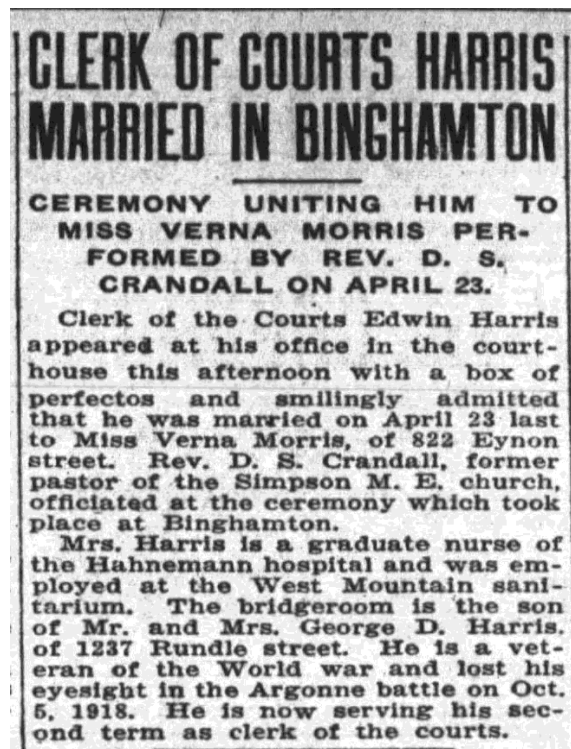 CLERK OF COURTS HARRIS
MARRIED IN BINGHAMTON
CEREMONY UNITING HIM TO
MISS VERNA MORRIS PER-
FORMED BY REV. D. S.
CRANDALL ON APRIL 23.
Clerk of the Courts Edwin Harris
appeared at his office in the court-
house this afternoon with a box of
perfectos and smilingly admitted
that he was married on April 23 last
to Miss Verna Morris, of 822 Eynon
street. Rev. D. S. Crandall, former
pastor of the Simpson M. E. church,
officiated at the ceremony which took
place at Binghamton.
Mrs. Harris is a graduate nurse of
the Hahnemann hospital and was em-
ployed at the West Mountain sani-
tarium. The bridgeroom is the son
of Mr. and Mrs. George D. Harris.
of 1237 Rundle street. He is a vet-
eran of the World war and lost his
eyesight in the Argonne battle on Oct.
5, 1918. He is now serving his sec-
ond term as clerk of the courts.